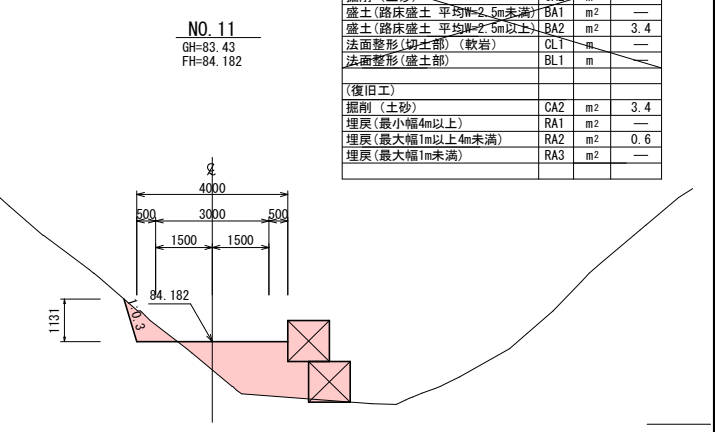 NO.11
GH=83.43
FH=84.182
盛土(路床盛土 平均W=2.5m未満) BA1 m2 —
盛土(路床盛土 平均W=2.5m以上) BA2 m2 3.4
法面整形(切土部)(軟岩) CL1 m —
法面整形(盛土部) BL1 m —
(復旧工)
掘削 (土砂) CA2 m2 3.4
埋戻(最小幅4m以上) RA1 m2 —
埋戻(最大幅1m以上4m未満) RA2 m2 0.6
埋戻(最大幅1m未満) RA3 m2 —
℄
4000
500 3000 500
1500 1500
84.182
1:0.3
1131